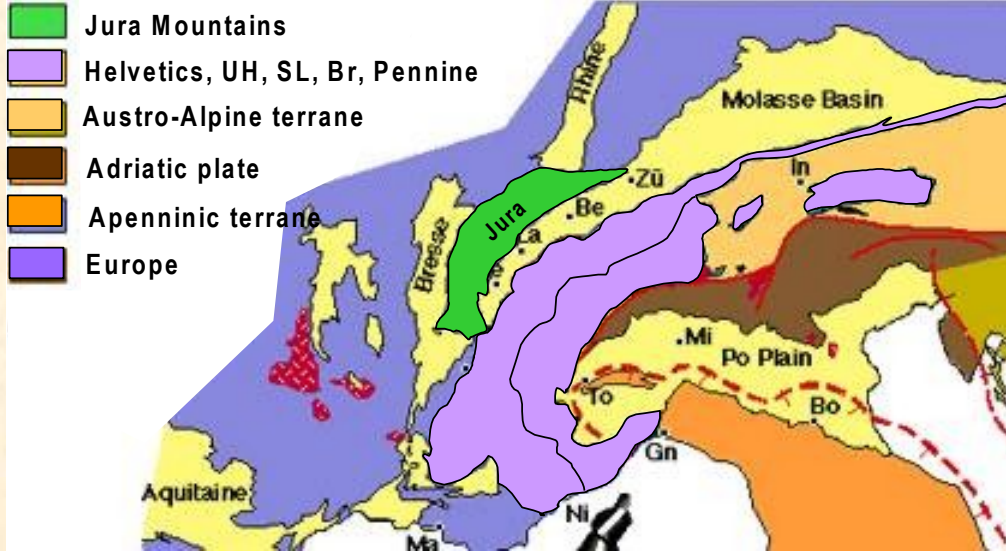 Jura Mountains
Helvetics, UH, SL, Br, Pennine
Austro-Alpine terrane
Adriatic plate
Apenninic terrane
Europe
Rhine
Molasse Basin
Zü
In
Be
Jura
La
Bresse
Mi
Po Plain
To
Bo
Gn
Aquitaine
Ni
Ma